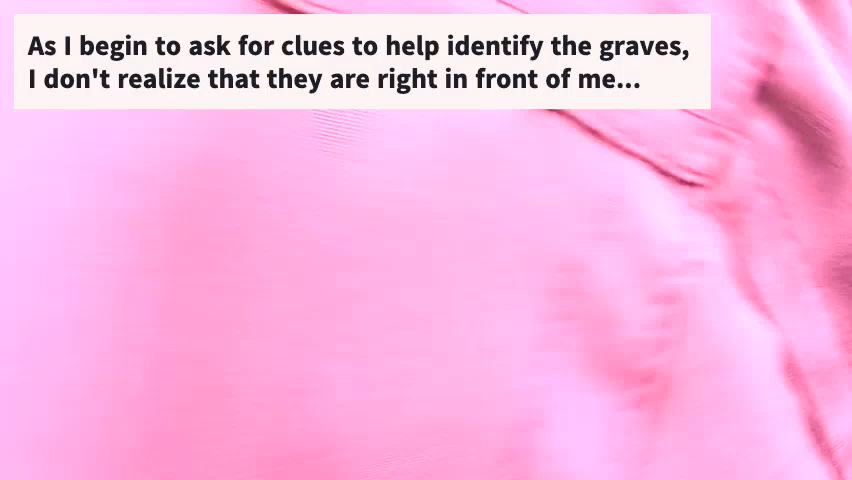 As I begin to ask for clues to help identify the graves,
I don't realize that they are right in front of me...